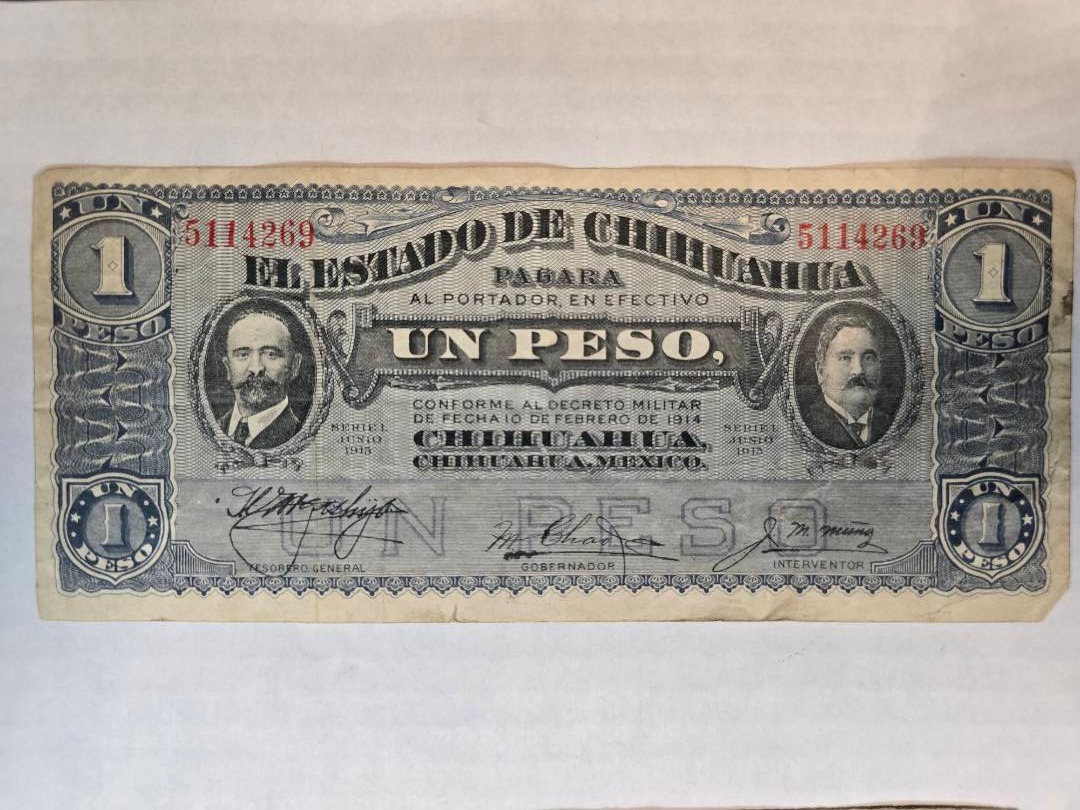 UN 1 PESO
UN 1 PESO
5114269
5114269
EL ESTADO DE CHIHUAHUA
PAGARA
AL PORTADOR, EN EFECTIVO
UN PESO,
CONFORME AL DECRETO MILITAR
DE FECHA 10 DE FEBRERO DE 1914
CHIHUAHUA,
CHIHUAHUA, MEXICO.
SERIE I.
JUNIO
1915
SERIE I.
JUNIO
1915
UN PESO
UN 1 PESO
UN 1 PESO
J. M. Muñiz
TESORERO GENERAL
GOBERNADOR
INTERVENTOR